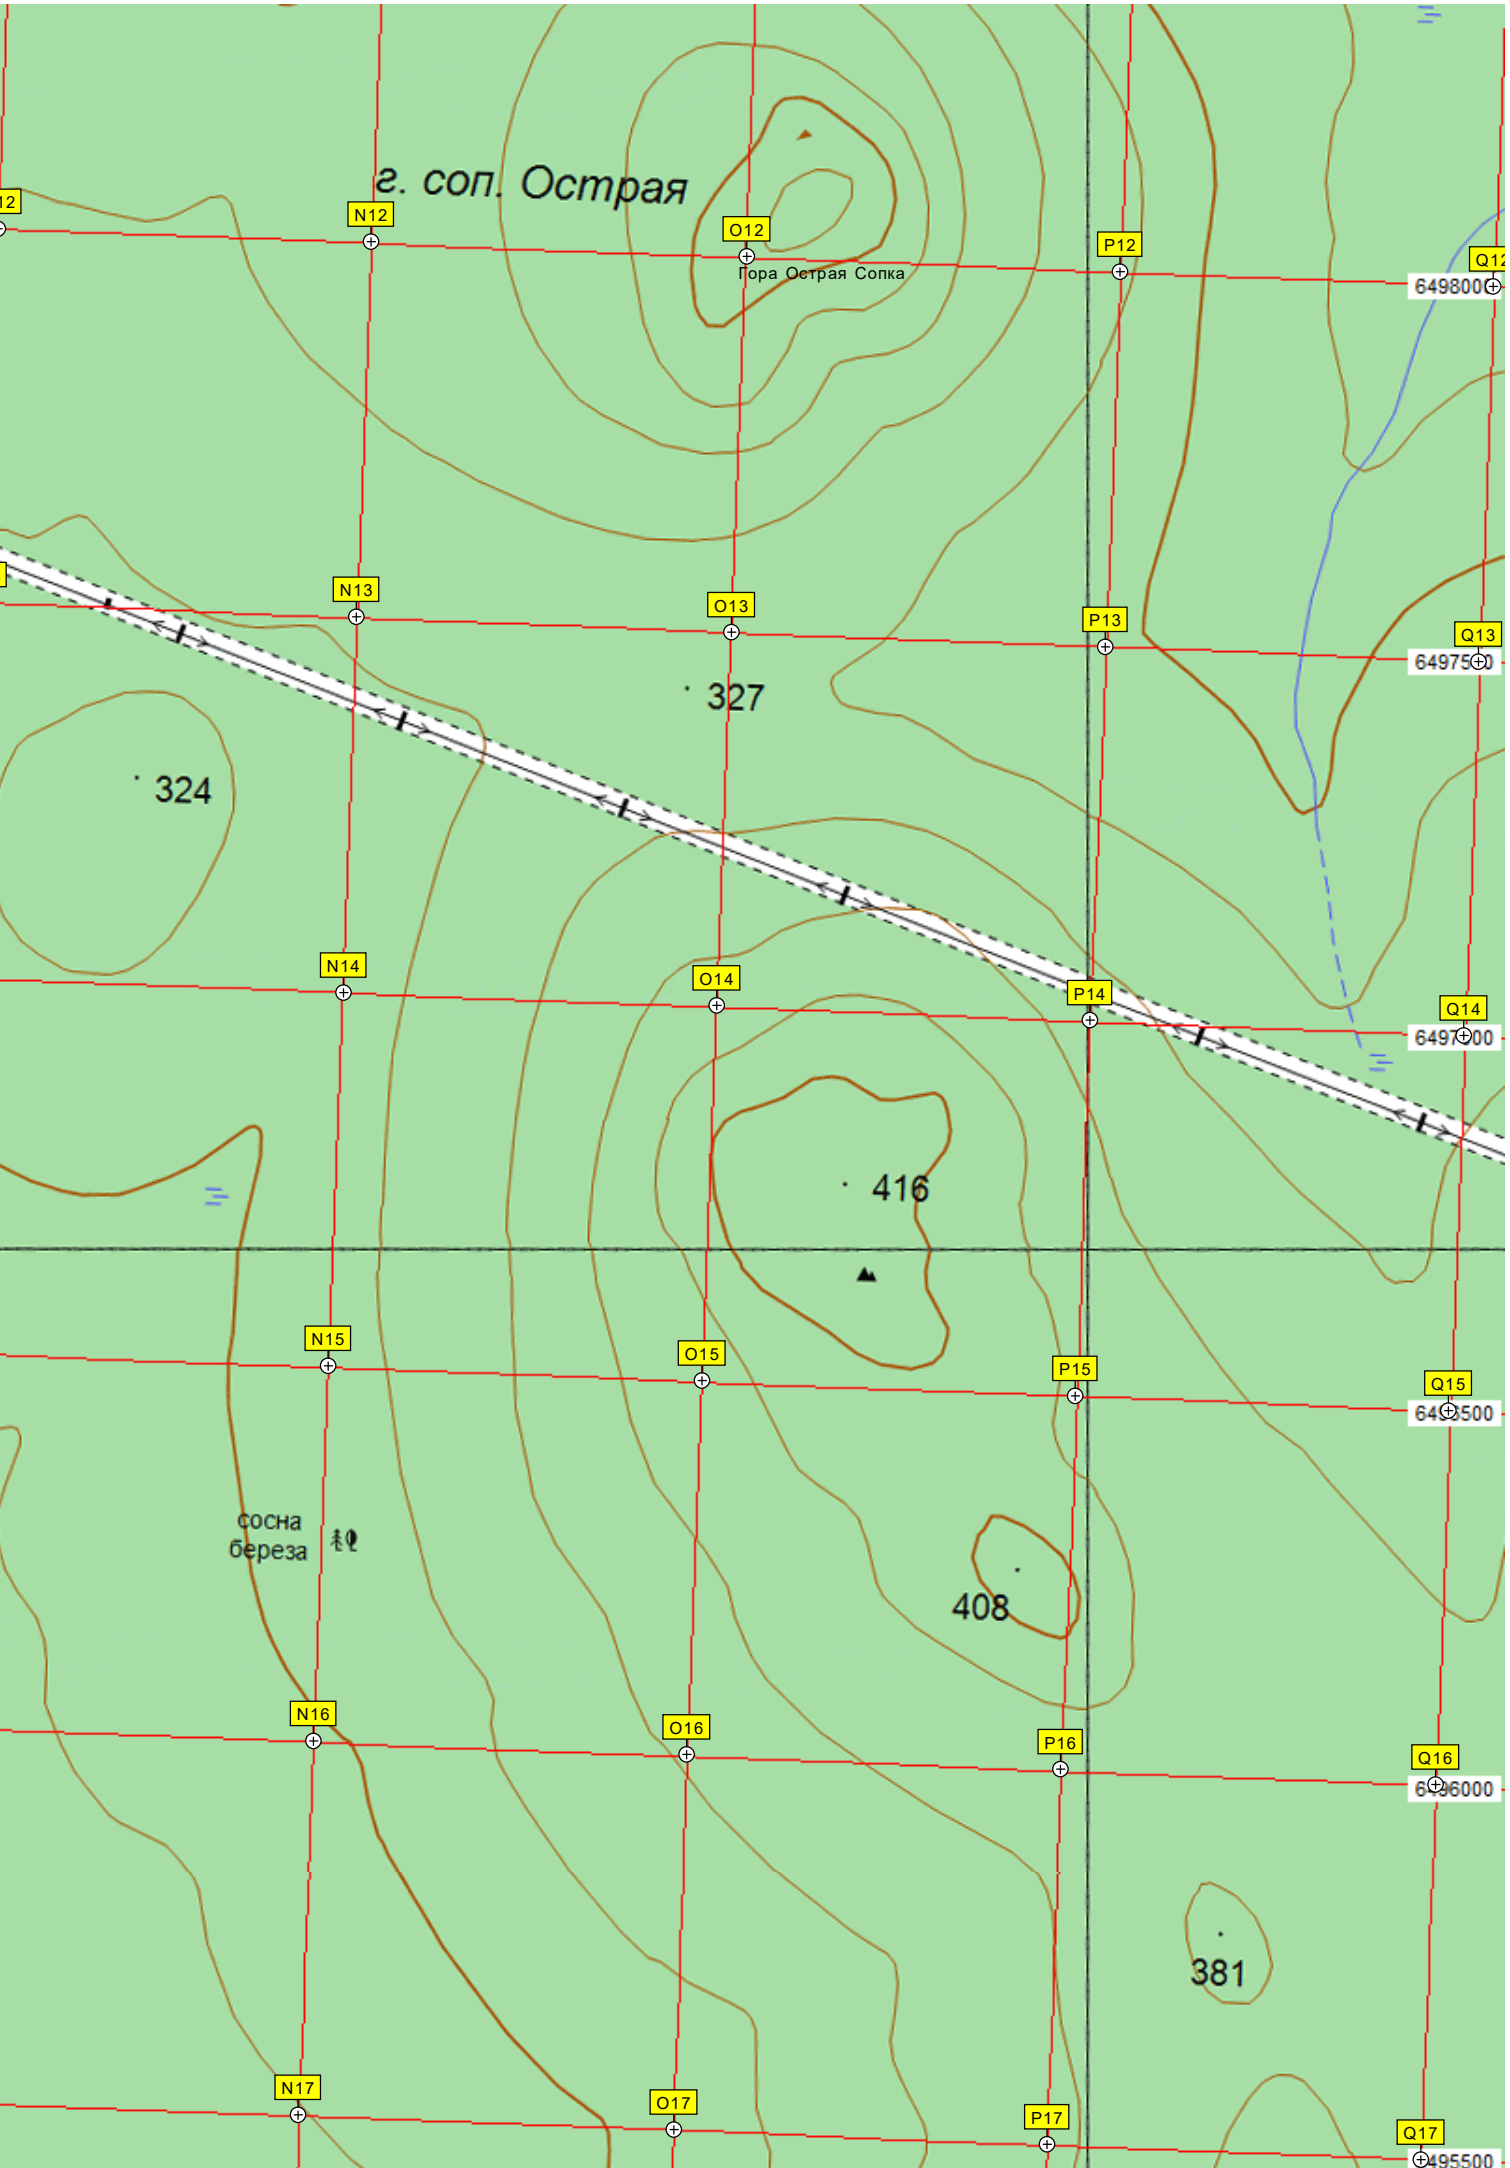 12
г. соп. Острая
N12
O12
P12
Q12
Гора Острая Сопка
6498000
N13
O13
P13
Q13
6497500
327
324
N14
O14
P14
Q14
6497000
416
N15
O15
P15
Q15
6496500
сосна
береза
408
N16
O16
P16
Q16
6496000
381
N17
O17
P17
Q17
495500